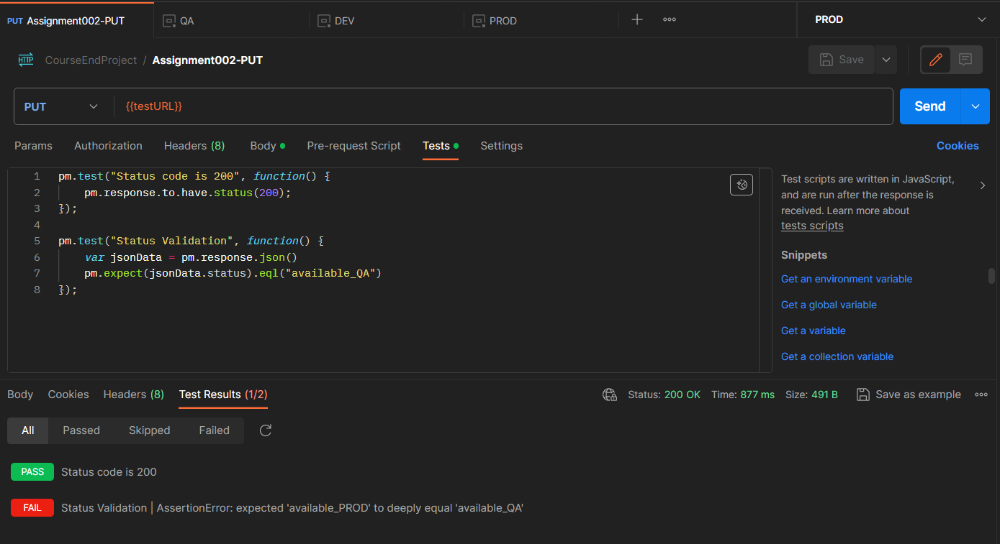 PUT Assignment002-PUT QA DEV PROD PROD
HTTP CourseEndProject / Assignment002-PUT Save
PUT {{testURL}} Send
Params Authorization Headers (8) Body Pre-request Script Tests Settings Cookies
1 pm.test("Status code is 200", function() {
2 pm.response.to.have.status(200);
3 });
4
5 pm.test("Status Validation", function() {
6 var jsonData = pm.response.json()
7 pm.expect(jsonData.status).eql("available_QA")
8 });
Test scripts are written in JavaScript,
and are run after the response is
received. Learn more about
tests scripts
Snippets
Get an environment variable
Get a global variable
Get a variable
Get a collection variable
Body Cookies Headers (8) Test Results (1/2) Status: 200 OK Time: 877 ms Size: 491 B Save as example
All Passed Skipped Failed
PASS Status code is 200
FAIL Status Validation | AssertionError: expected 'available_PROD' to deeply equal 'available_QA'